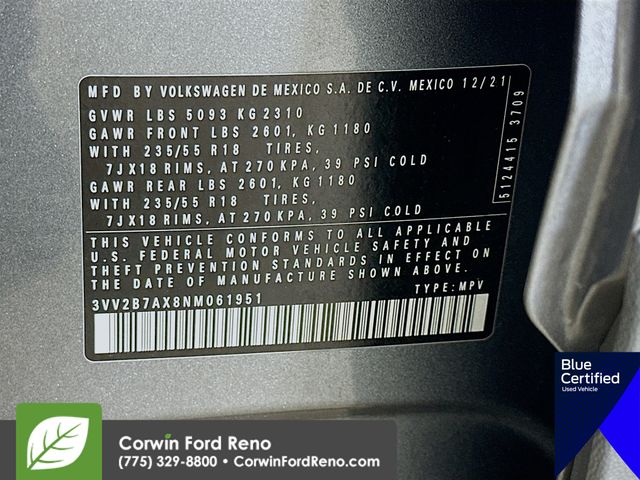 MFD BY VOLKSWAGEN DE MEXICO S.A. DE C.V. MEXICO 12/21
GVWR LBS 5093 KG 2310
GAWR FRONT LBS 2601, KG 1180
WITH 235/55 R18 TIRES,
7JX18 RIMS, AT 270 KPA, 39 PSI COLD
GAWR REAR LBS 2601, KG 1180
WITH 235/55 R18 TIRES,
7JX18 RIMS, AT 270 KPA, 39 PSI COLD
5124415 3709
THIS VEHICLE CONFORMS TO ALL APPLICABLE
U.S. FEDERAL MOTOR VEHICLE SAFETY AND
THEFT PREVENTION STANDARDS IN EFFECT ON
THE DATE OF MANUFACTURE SHOWN ABOVE.
3VV2B7AX8NM061951 TYPE: MPV
Blue
Certified
Used Vehicle
Corwin Ford Reno
(775) 329-8800 • CorwinFordReno.com